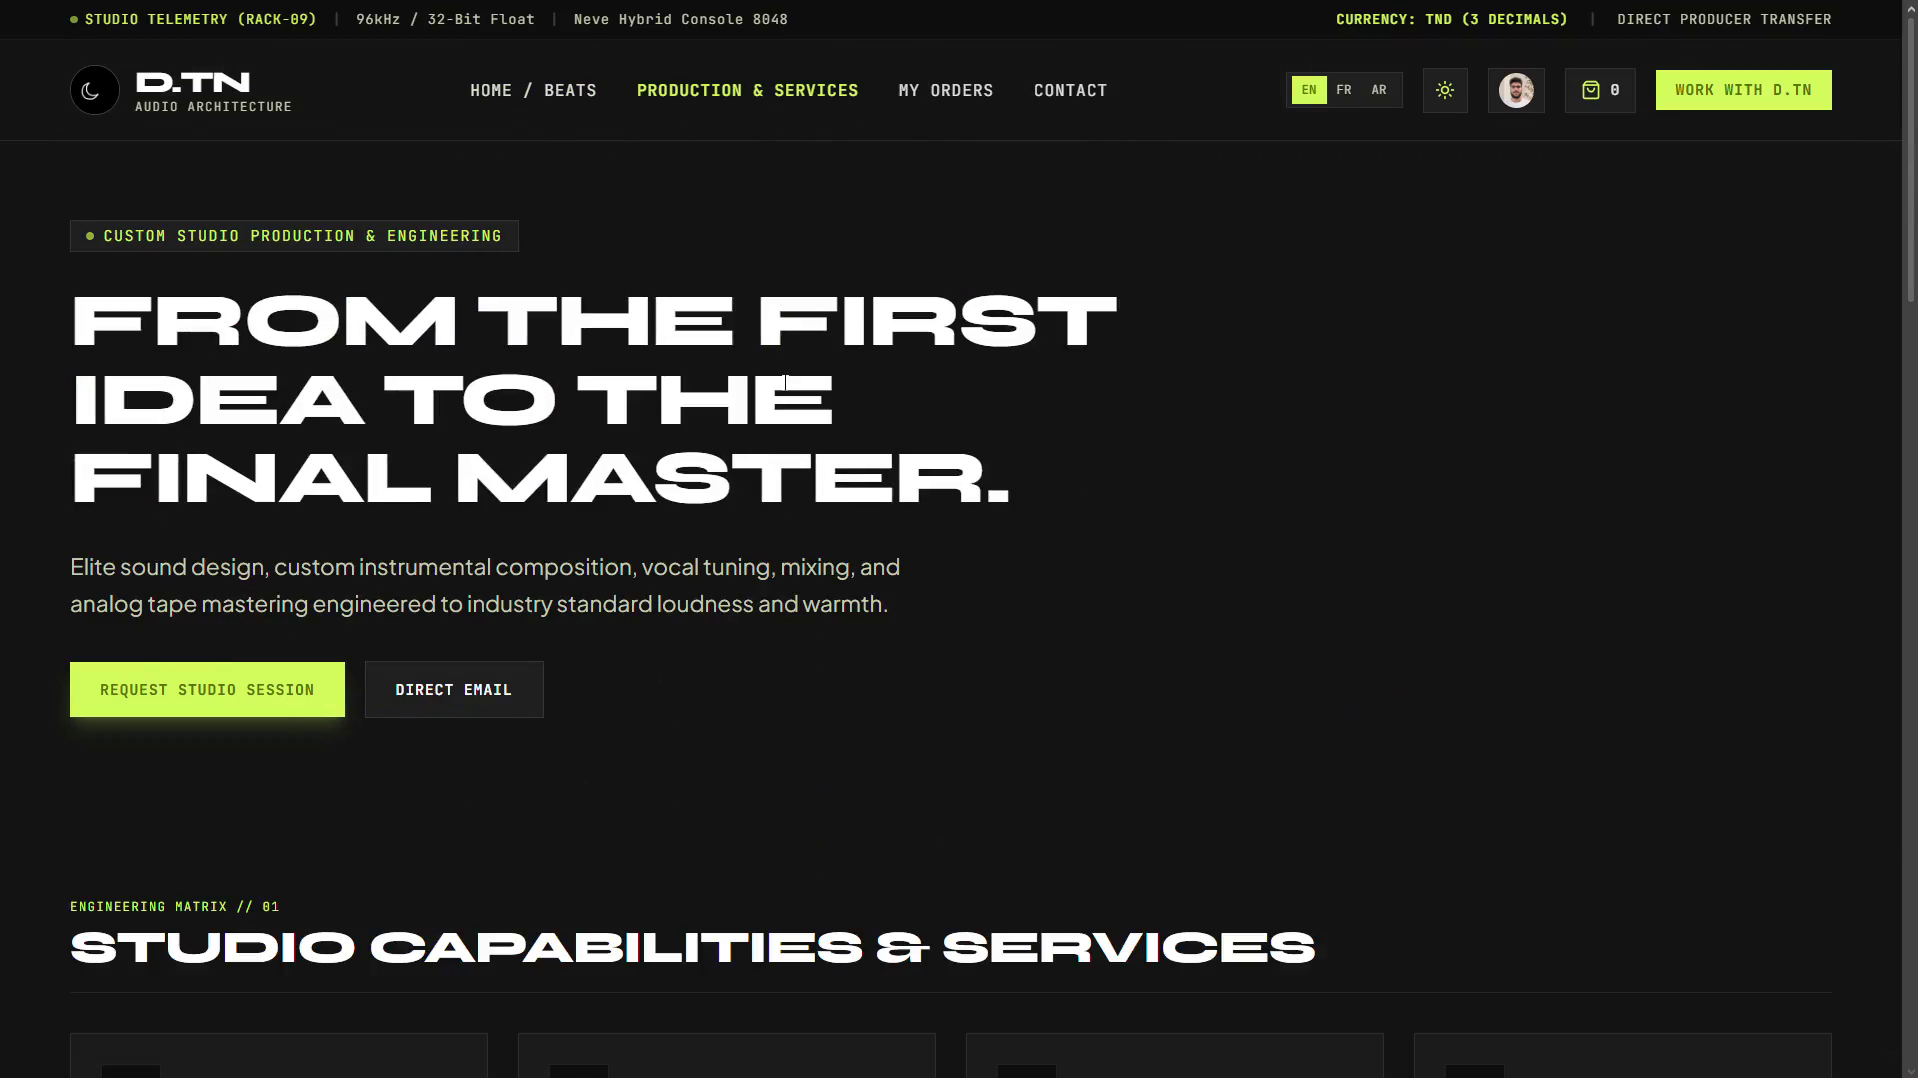 STUDIO TELEMETRY (RACK-09) | 96kHz / 32-Bit Float | Neve Hybrid Console 8048
CURRENCY: TND (3 DECIMALS) | DIRECT PRODUCER TRANSFER
D.TN
AUDIO ARCHITECTURE
HOME / BEATS
PRODUCTION & SERVICES
MY ORDERS
CONTACT
EN FR AR
0
WORK WITH D.TN
CUSTOM STUDIO PRODUCTION & ENGINEERING
FROM THE FIRST
IDEA TO THE
FINAL MASTER.
Elite sound design, custom instrumental composition, vocal tuning, mixing, and
analog tape mastering engineered to industry standard loudness and warmth.
REQUEST STUDIO SESSION
DIRECT EMAIL
ENGINEERING MATRIX // 01
STUDIO CAPABILITIES & SERVICES